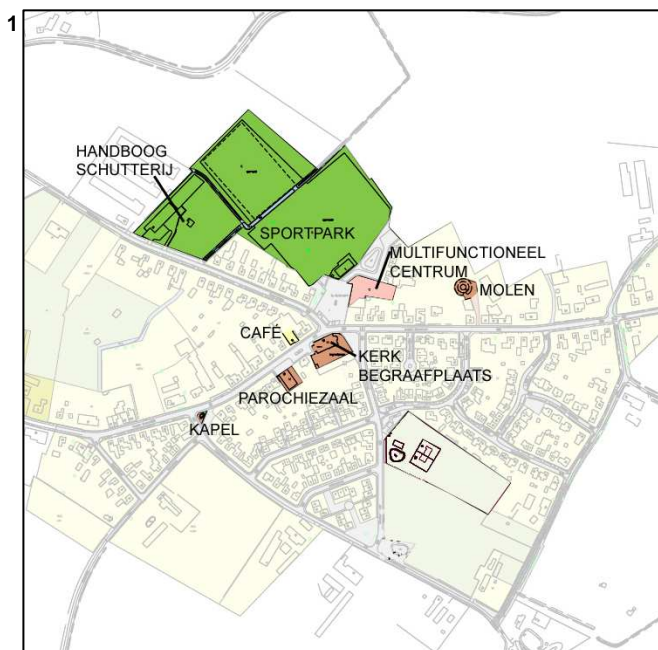 1
HANDBOOG
SCHUTTERIJ
SPORTPARK
MULTIFUNCTIONEEL
CENTRUM
MOLEN
CAFÉ
KERK
BEGRAAFPLAATS
PAROCHIEZAAL
KAPEL